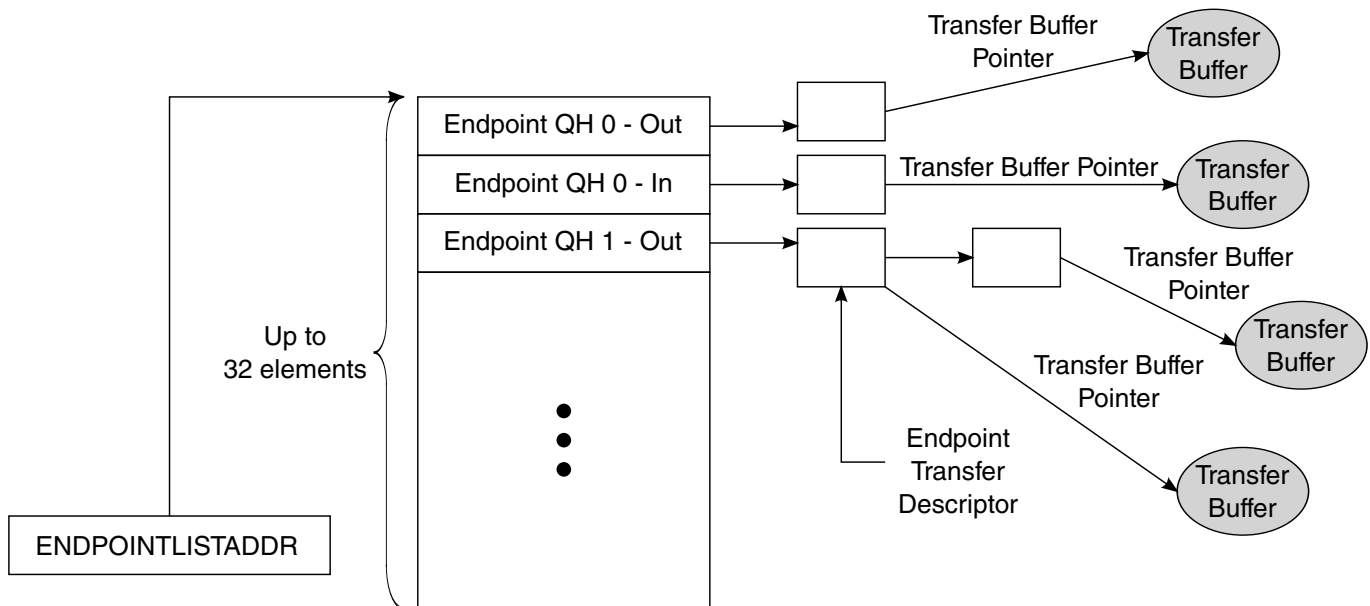 Transfer Buffer
Pointer
Transfer
Buffer
Endpoint QH 0 - Out
Endpoint QH 0 - In
Transfer Buffer Pointer
Transfer
Buffer
Endpoint QH 1 - Out
Transfer Buffer
Pointer
Up to
32 elements
Transfer
Buffer
Transfer Buffer
Pointer
Endpoint
Transfer
Descriptor
Transfer
Buffer
ENDPOINTLISTADDR